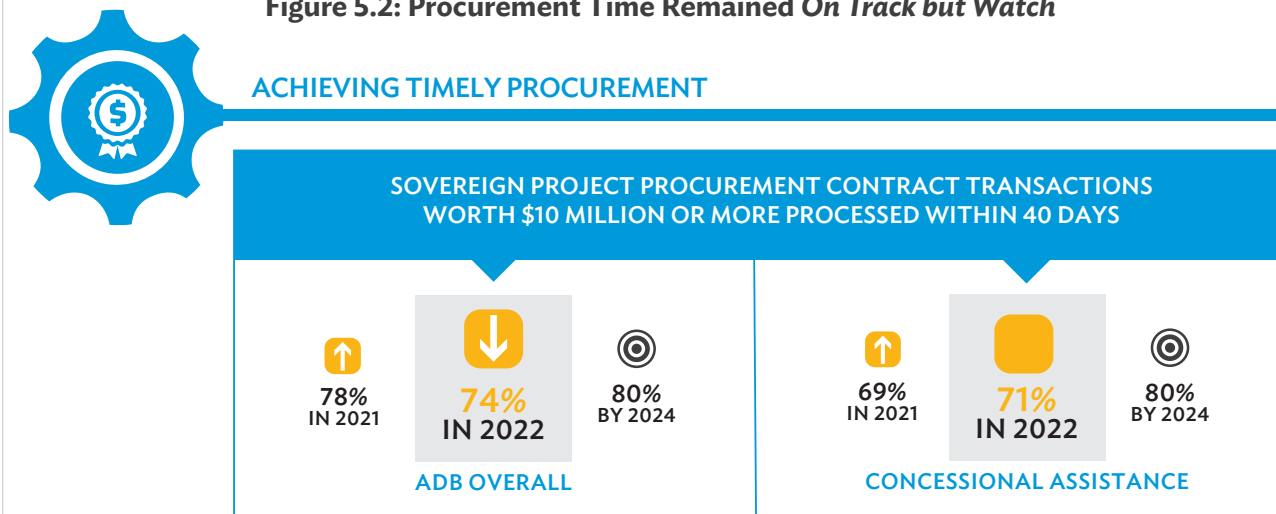 Figure 5.2: Procurement Time Remained On Track but Watch
$
ACHIEVING TIMELY PROCUREMENT
SOVEREIGN PROJECT PROCUREMENT CONTRACT TRANSACTIONS
WORTH $10 MILLION OR MORE PROCESSED WITHIN 40 DAYS
78%
IN 2021
74%
IN 2022
80%
BY 2024
ADB OVERALL
69%
IN 2021
71%
IN 2022
80%
BY 2024
CONCESSIONAL ASSISTANCE